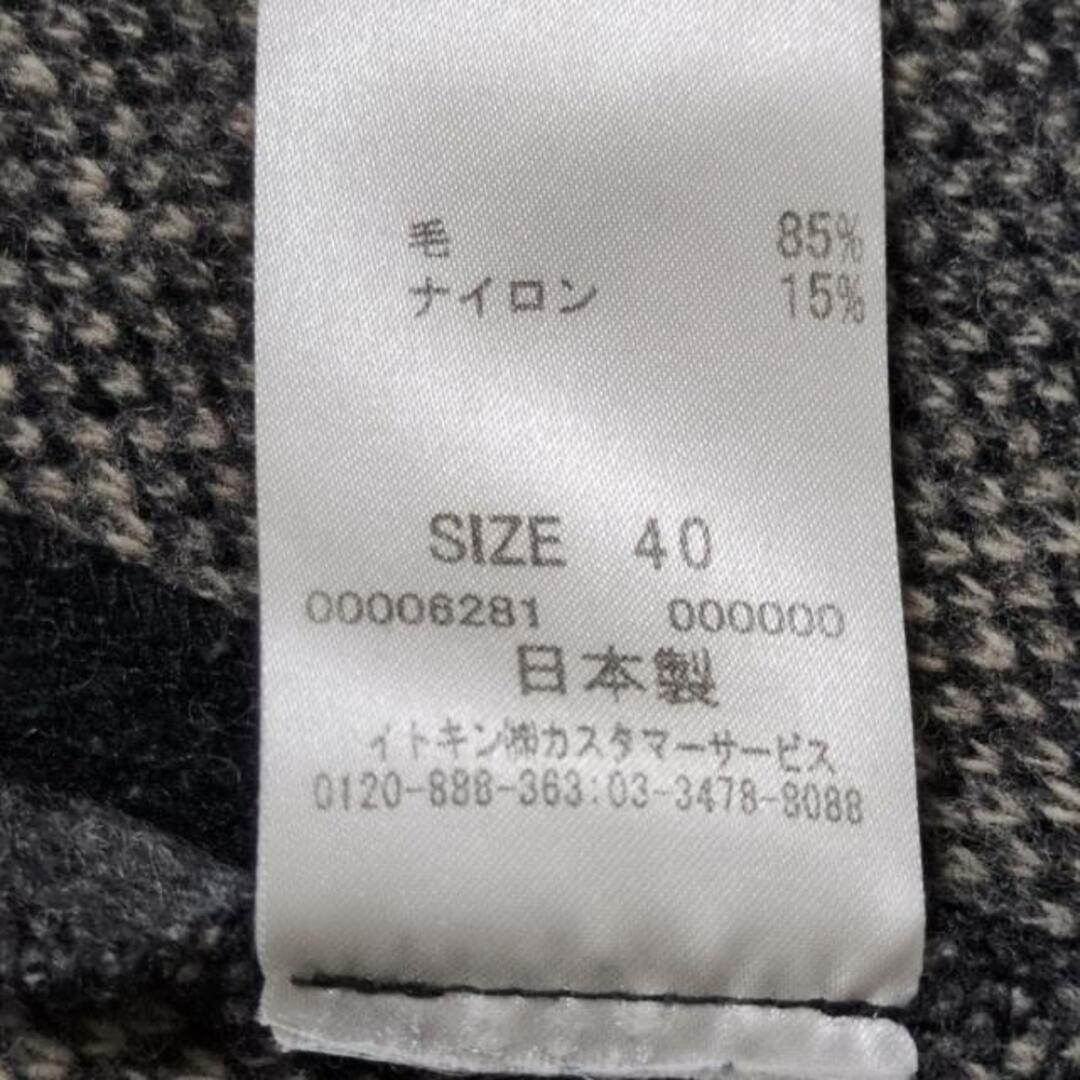 毛 85%
ナイロン 15%
SIZE 40
00006281 000000
日本製
イトキン㈱カスタマーサービス
0120-888-363:03-3478-8088